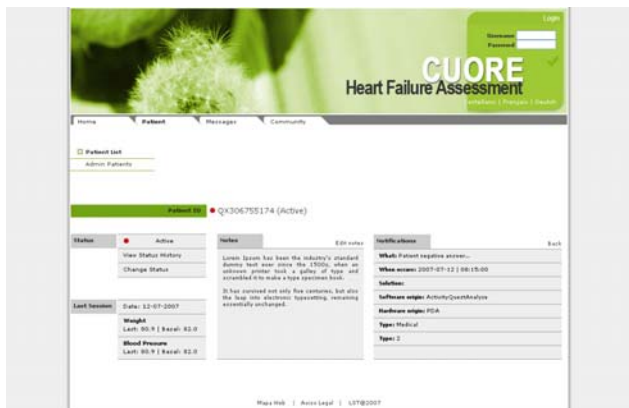 Login
Username
Password
CUORE
Heart Failure Assessment
Castellano | Français | Deutsch
Home Patient Messages Community
Patient List
Admin Patients
Patient ID QX306755174 (Active)
Status Active
View Status History
Change Status
Last Session Date: 12-07-2007
Weight
Last: 80.9 | Basal: 82.0
Blood Pressure
Last: 80.9 | Basal: 82.0
Notes Edit notes
Lorem Ipsum has been the industry's standard
dummy text ever since the 1500s, when an
unknown printer took a galley of type and
scrambled it to make a type specimen book.
It has survived not only five centuries, but also
the leap into electronic typesetting, remaining
essentially unchanged.
Notifications Back
What: Patient negative answer...
When occurs: 2007-07-12 | 08:15:00
Solution:
Software origin: ActivityQuestAnalyze
Hardware origin: PDA
Type: Medical
Type: 2
Mapa Web | Aviso Legal | LST@2007